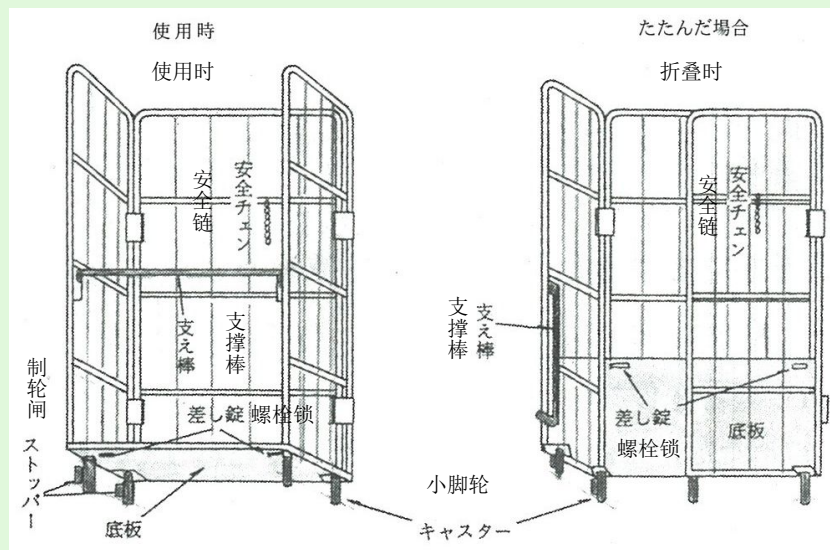 使用時
使用时
安全链
安全チェン
支え棒
支撑棒
制轮闸
ストッパー
差し錠
螺栓锁
底板
たたんだ場合
折叠时
安全链
安全チェン
支撑棒
支え棒
差し錠
螺栓锁
底板
小脚轮
キャスター